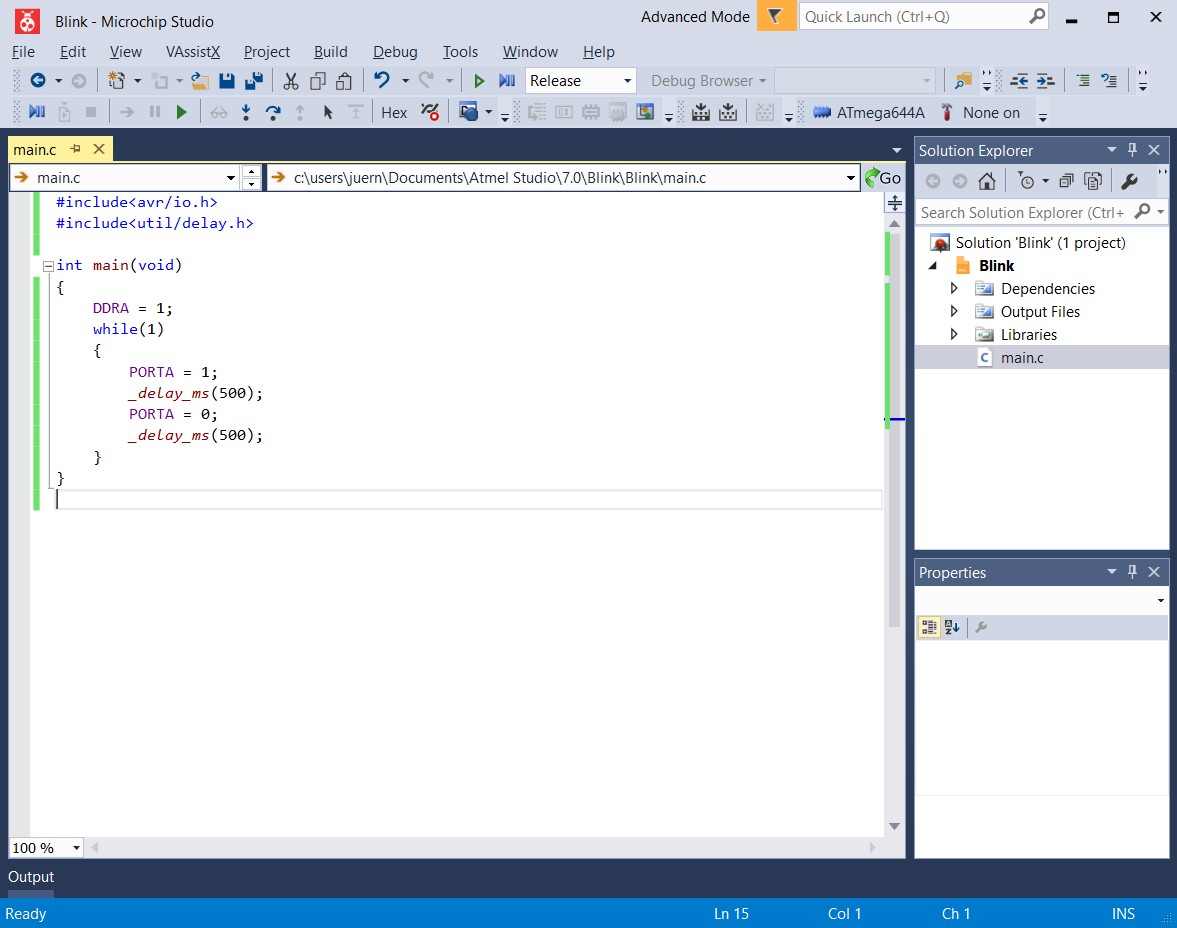 Blink - Microchip Studio
Advanced Mode
Quick Launch (Ctrl+Q)
File Edit View VAssistX Project Build Debug Tools Window Help
Release
Debug Browser
Hex
ATmega644A
None on
main.c
main.c
c:\users\juern\Documents\Atmel Studio\7.0\Blink\Blink\main.c
Go
#include<avr/io.h>
#include<util/delay.h>
int main(void)
{
DDRA = 1;
while(1)
{
PORTA = 1;
_delay_ms(500);
PORTA = 0;
_delay_ms(500);
}
}
100 %
Solution Explorer
Search Solution Explorer (Ctrl+
Solution 'Blink' (1 project)
Blink
Dependencies
Output Files
Libraries
C main.c
Properties
Output
Ready
Ln 15
Col 1
Ch 1
INS